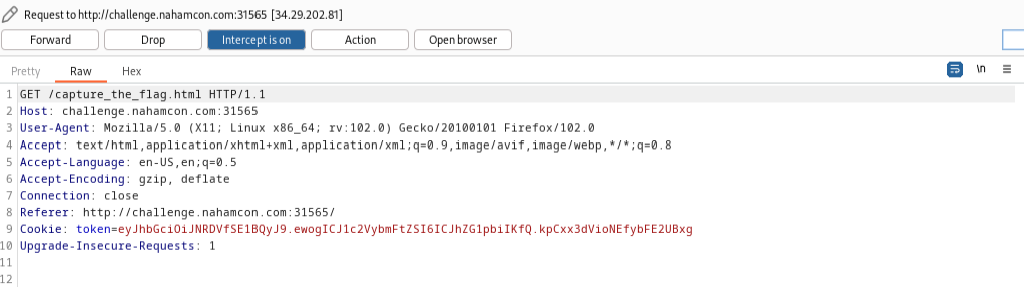 Request to http://challenge.nahamcon.com:31565 [34.29.202.81]
Forward Drop Intercept is on Action Open browser
Pretty Raw Hex \n
1 GET /capture_the_flag.html HTTP/1.1
2 Host: challenge.nahamcon.com:31565
3 User-Agent: Mozilla/5.0 (X11; Linux x86_64; rv:102.0) Gecko/20100101 Firefox/102.0
4 Accept: text/html,application/xhtml+xml,application/xml;q=0.9,image/avif,image/webp,*/*;q=0.8
5 Accept-Language: en-US,en;q=0.5
6 Accept-Encoding: gzip, deflate
7 Connection: close
8 Referer: http://challenge.nahamcon.com:31565/
9 Cookie: token=eyJhbGciOiJNRDVfSE1BQyJ9.ewogICJ1c2VybmFtZSI6ICJhZG1pbiIKfQ.kpCxx3dVioNEfybFE2UBxg
10 Upgrade-Insecure-Requests: 1
11
12